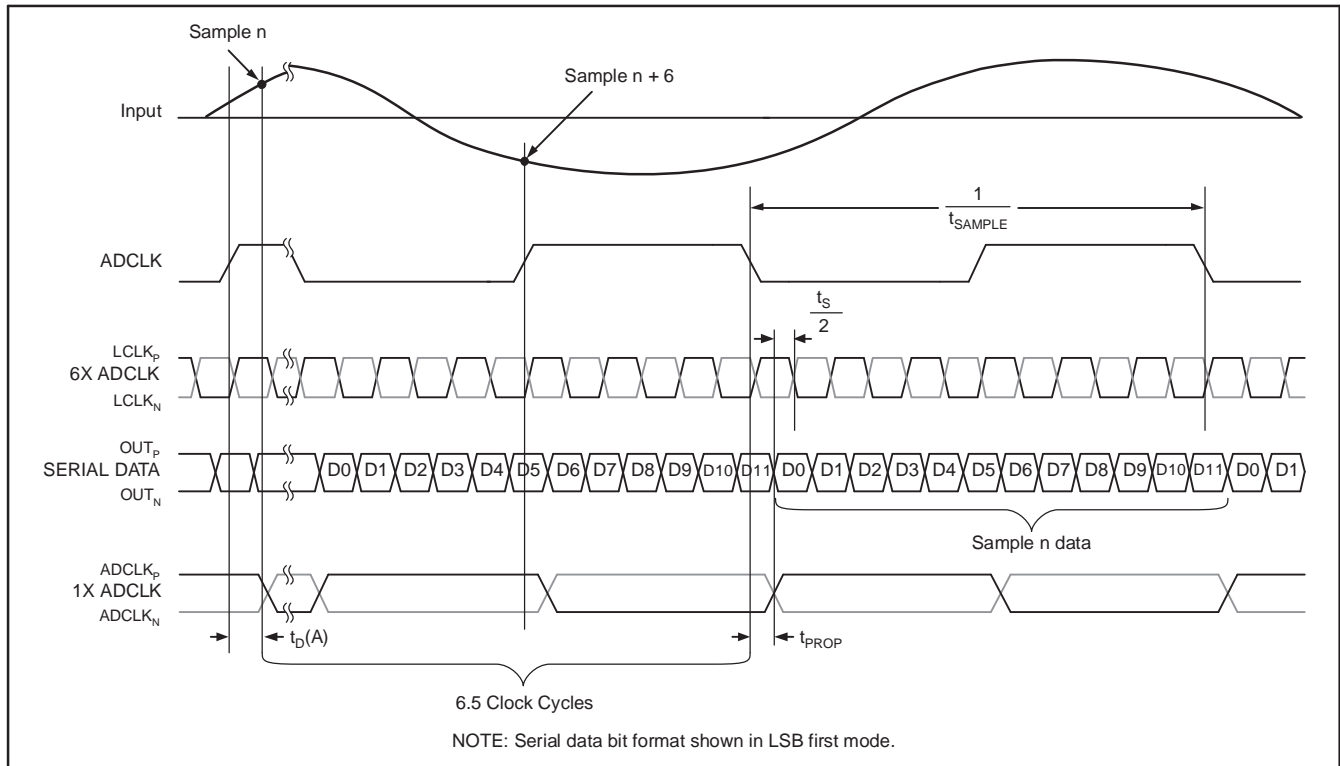 Sample n
Sample n + 6
Input
1
tSAMPLE
ADCLK
tS
2
LCLKP
6X ADCLK
LCLKN
OUTP
SERIAL DATA
OUTN
D0 D1 D2 D3 D4 D5 D6 D7 D8 D9 D10 D11 D0 D1 D2 D3 D4 D5 D6 D7 D8 D9 D10 D11 D0 D1
Sample n data
ADCLKP
1X ADCLK
ADCLKN
tD(A)
tPROP
6.5 Clock Cycles
NOTE: Serial data bit format shown in LSB first mode.